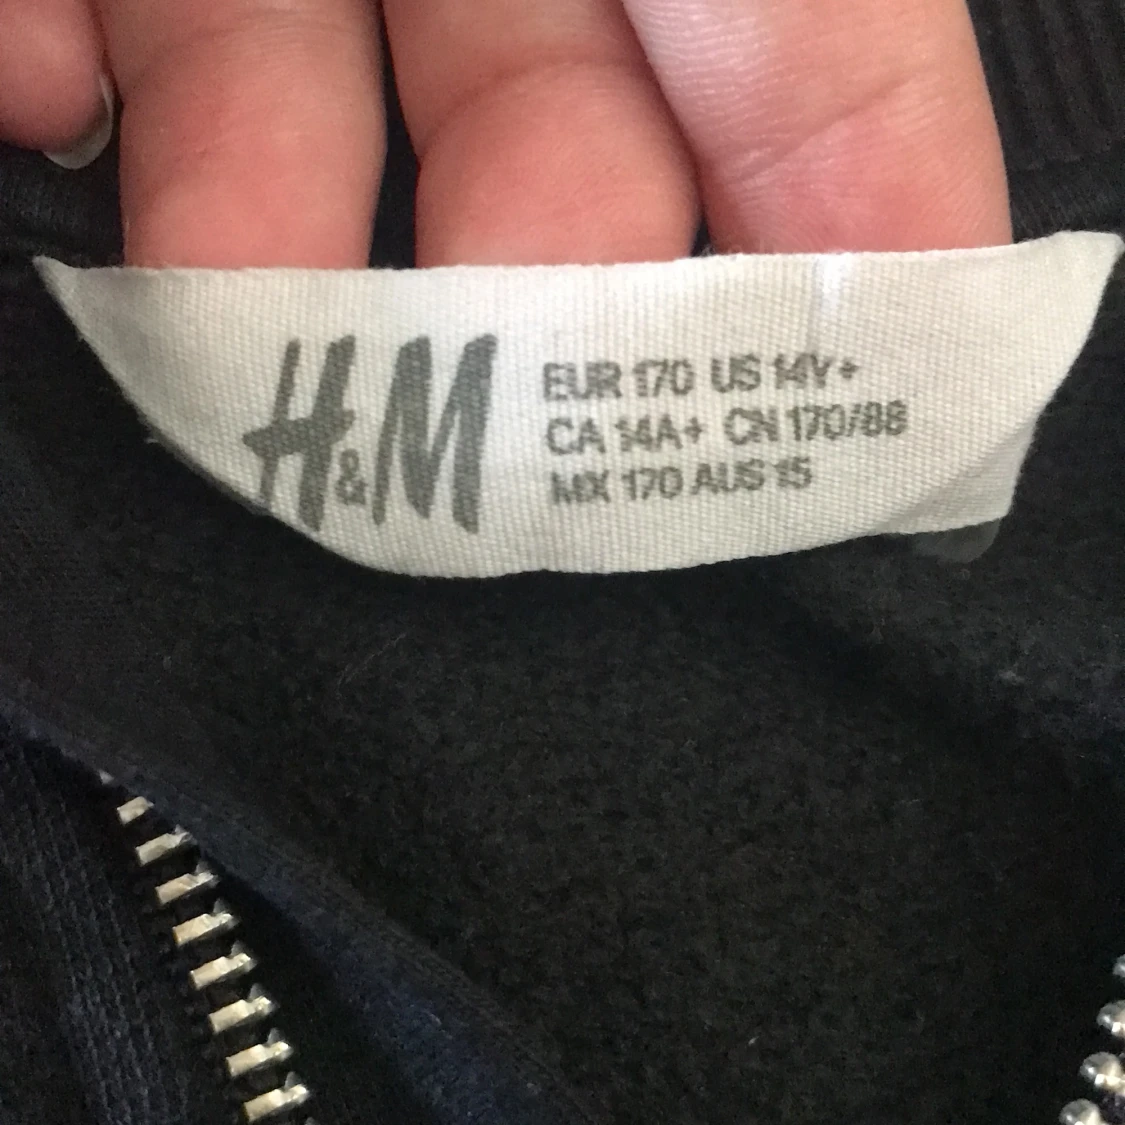 H&M
EUR 170 US 14Y+
CA 14A+ CN 170/88
MX 170 AUS 15